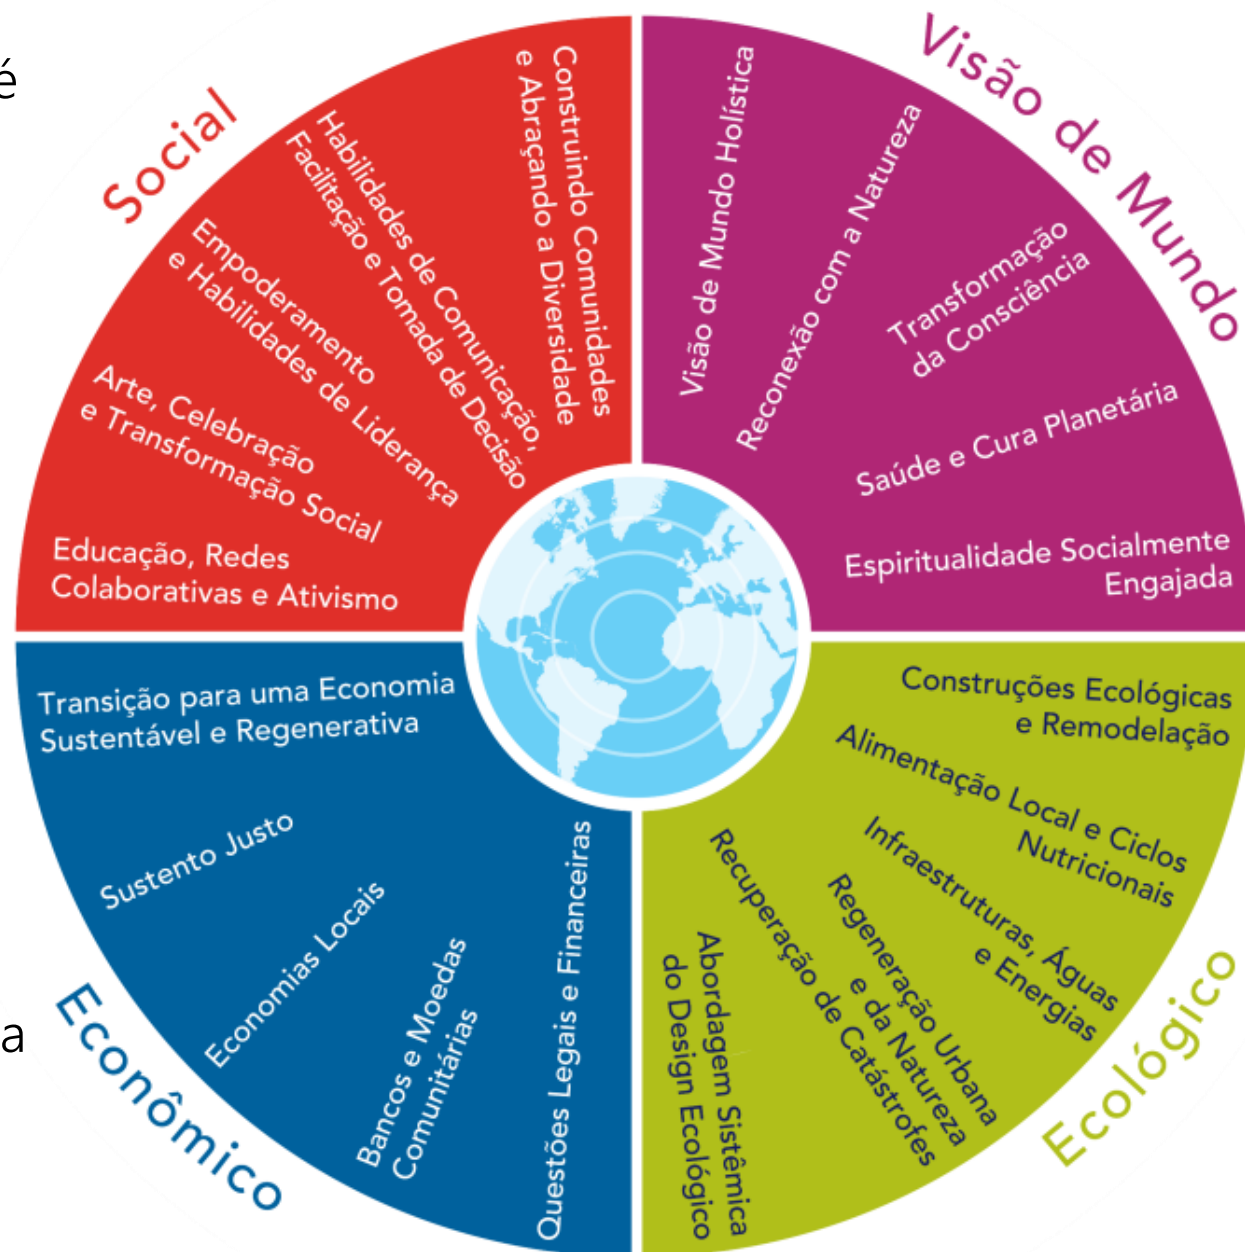 é
Social
Construindo Comunidades
e Abraçando a Diversidade
Habilidades de Comunicação,
Facilitação e Tomada de Decisão
Empoderamento
e Habilidades de Liderança
Arte, Celebração
e Transformação Social
Educação, Redes
Colaborativas e Ativismo
Visão de Mundo
Visão de Mundo Holística
Reconexão com a Natureza
Transformação
da Consciência
Saúde e Cura Planetária
Espiritualidade Socialmente
Engajada
Transição para uma Economia
Sustentável e Regenerativa
Sustento Justo
Economias Locais
Bancos e Moedas
Comunitárias
Questões Legais e Financeiras
a
Econômico
Construções Ecológicas
e Remodelação
Alimentação Local e Ciclos
Nutricionais
Infraestruturas, Águas
e Energias
Regeneração Urbana
e da Natureza
Recuperação de Catástrofes
Abordagem Sistêmica
do Design Ecológico
Ecológico